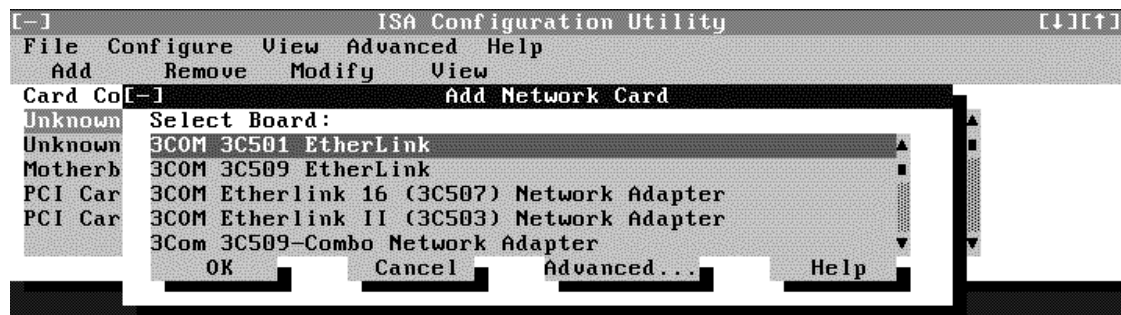 [-] ISA Configuration Utility [↓][↑]
File Configure View Advanced Help
Add Remove Modify View
Card Co[-] Add Network Card
Unknown Select Board:
Unknown 3COM 3C501 EtherLink
Motherb 3COM 3C509 EtherLink
PCI Car 3COM Etherlink 16 (3C507) Network Adapter
PCI Car 3COM Etherlink II (3C503) Network Adapter
3Com 3C509-Combo Network Adapter
OK Cancel Advanced... Help